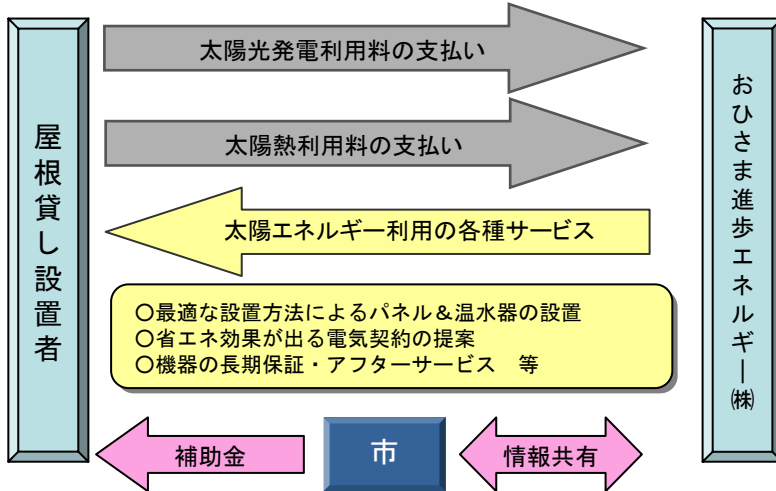 屋根貸し設置者
太陽光発電利用料の支払い
太陽熱利用料の支払い
太陽エネルギー利用の各種サービス
〇最適な設置方法によるパネル＆温水器の設置
〇省エネ効果が出る電気契約の提案
〇機器の長期保証・アフターサービス　等
補助金
市
情報共有
おひさま進歩エネルギー㈱